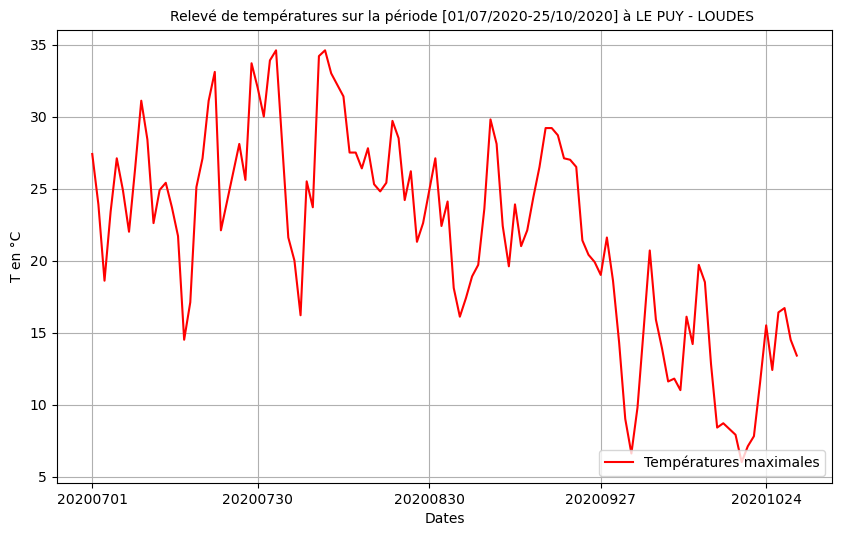 Relevé de températures sur la période [01/07/2020-25/10/2020] à LE PUY - LOUDES
35
30
25
20
15
10
5
T en °C
Températures maximales
20200701 20200730 20200830 20200927 20201024
Dates